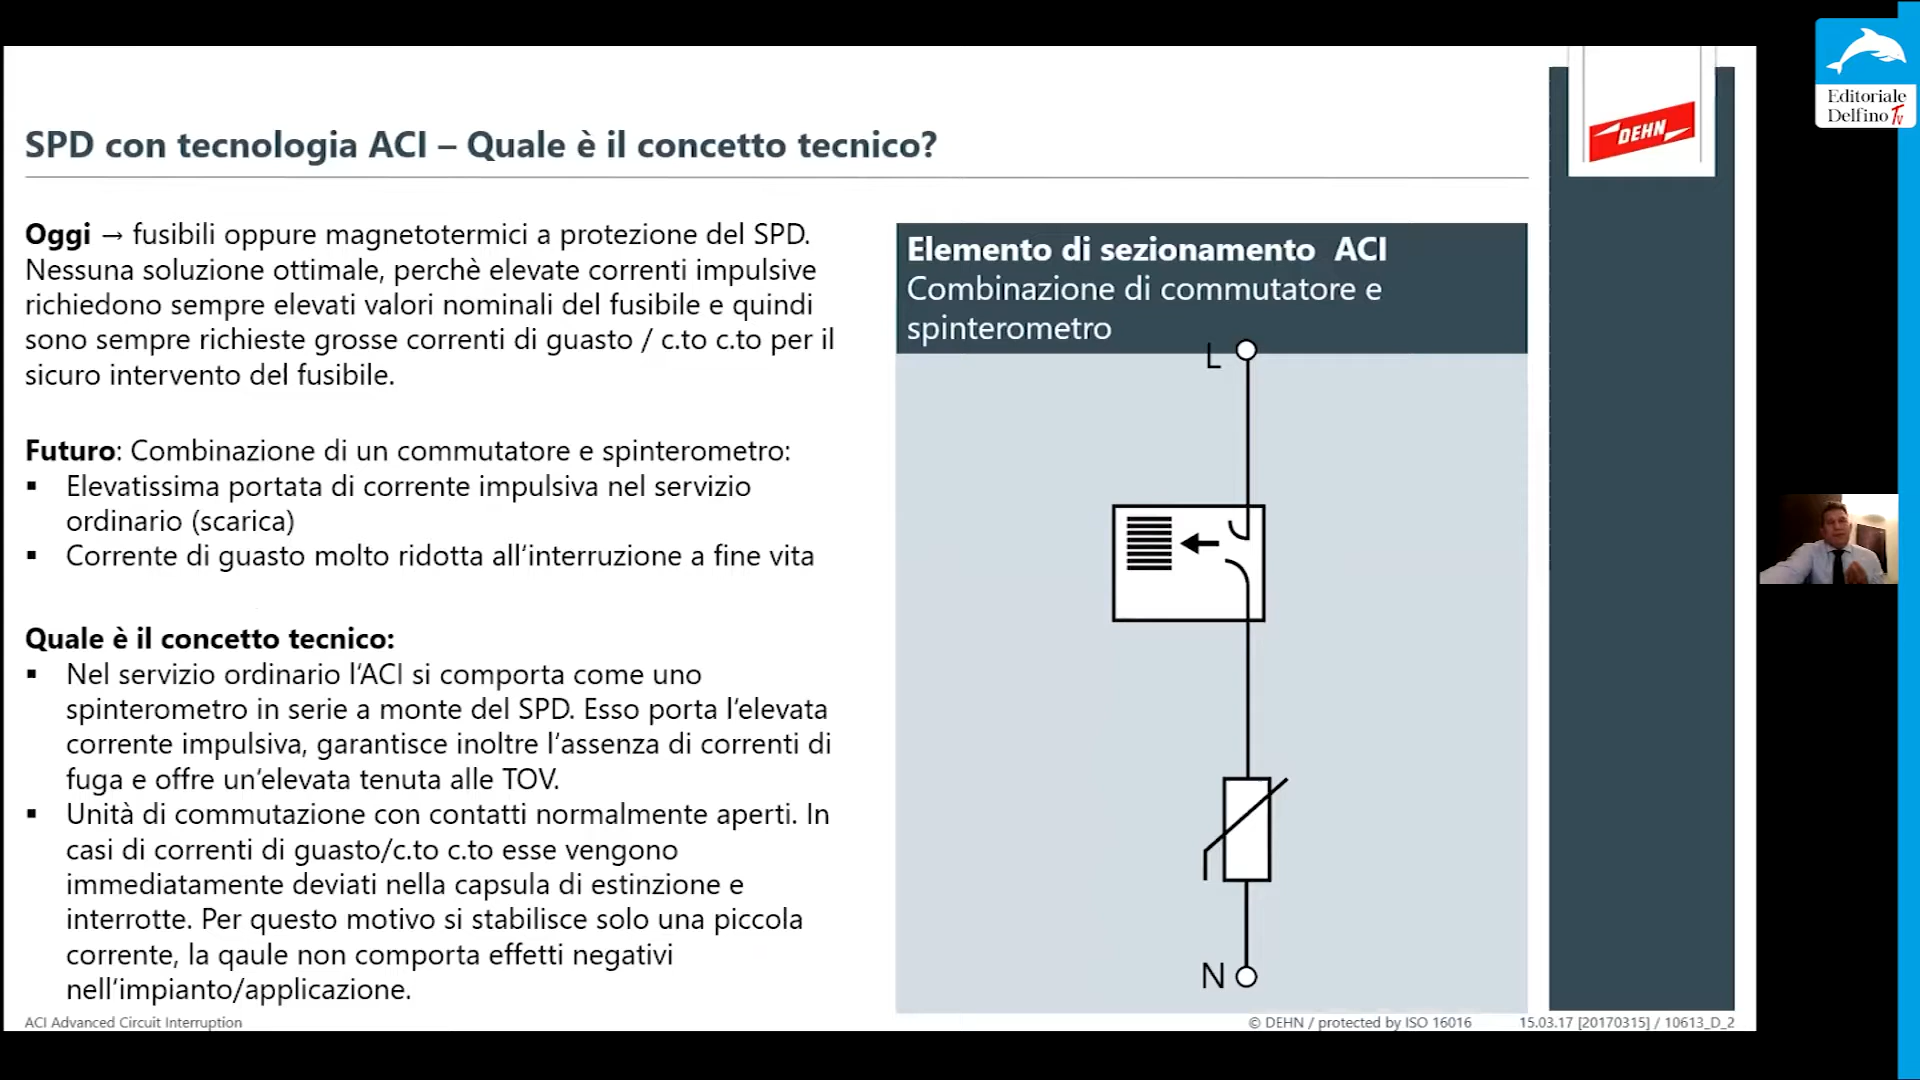 Editoriale
Delfino Tv
DEHN
SPD con tecnologia ACI – Quale è il concetto tecnico?
Oggi → fusibili oppure magnetotermici a protezione del SPD.
Nessuna soluzione ottimale, perchè elevate correnti impulsive
richiedono sempre elevati valori nominali del fusibile e quindi
sono sempre richieste grosse correnti di guasto / c.to c.to per il
sicuro intervento del fusibile.
Futuro: Combinazione di un commutatore e spinterometro:
▪ Elevatissima portata di corrente impulsiva nel servizio
ordinario (scarica)
▪ Corrente di guasto molto ridotta all‘interruzione a fine vita
Quale è il concetto tecnico:
▪ Nel servizio ordinario l‘ACI si comporta come uno
spinterometro in serie a monte del SPD. Esso porta l‘elevata
corrente impulsiva, garantisce inoltre l‘assenza di correnti di
fuga e offre un‘elevata tenuta alle TOV.
▪ Unità di commutazione con contatti normalmente aperti. In
casi di correnti di guasto/c.to c.to esse vengono
immediatamente deviati nella capsula di estinzione e
interrotte. Per questo motivo si stabilisce solo una piccola
corrente, la qaule non comporta effetti negativi
nell‘impianto/applicazione.
Elemento di sezionamento ACI
Combinazione di commutatore e
spinterometro
L
N
ACI Advanced Circuit Interruption
© DEHN / protected by ISO 16016
15.03.17 [20170315] / 10613_D_2